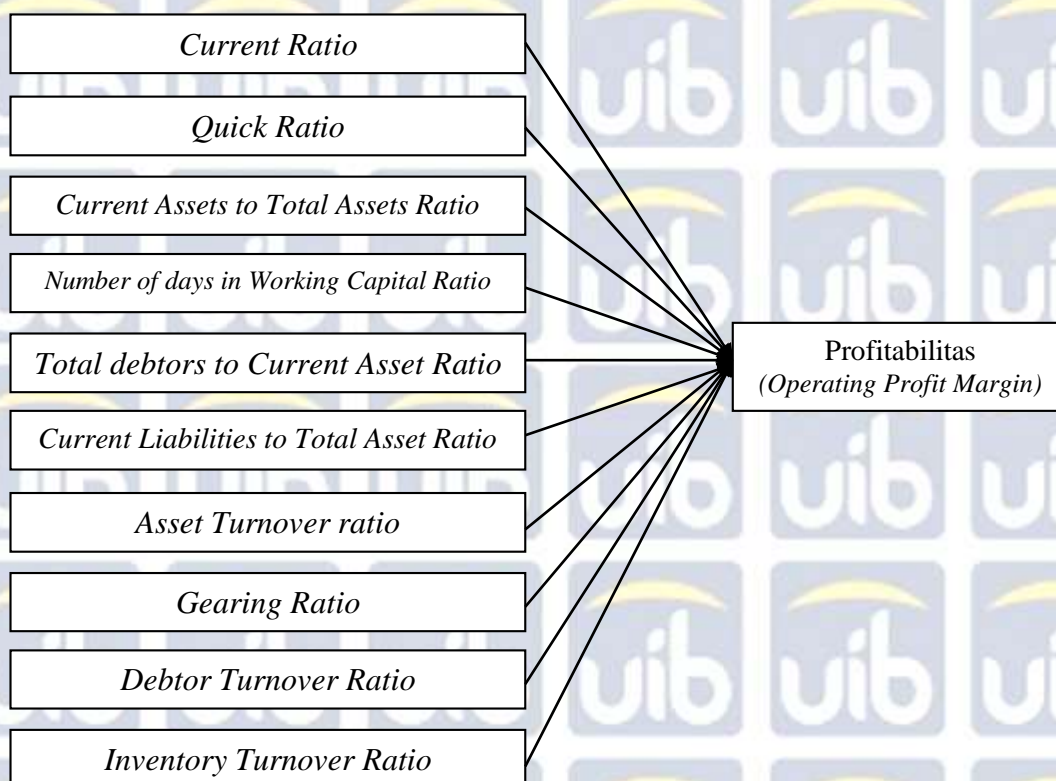 Current Ratio
Quick Ratio
Current Assets to Total Assets Ratio
Number of days in Working Capital Ratio
Total debtors to Current Asset Ratio
Current Liabilities to Total Asset Ratio
Asset Turnover ratio
Gearing Ratio
Debtor Turnover Ratio
Inventory Turnover Ratio
Profitabilitas
(Operating Profit Margin)
uib